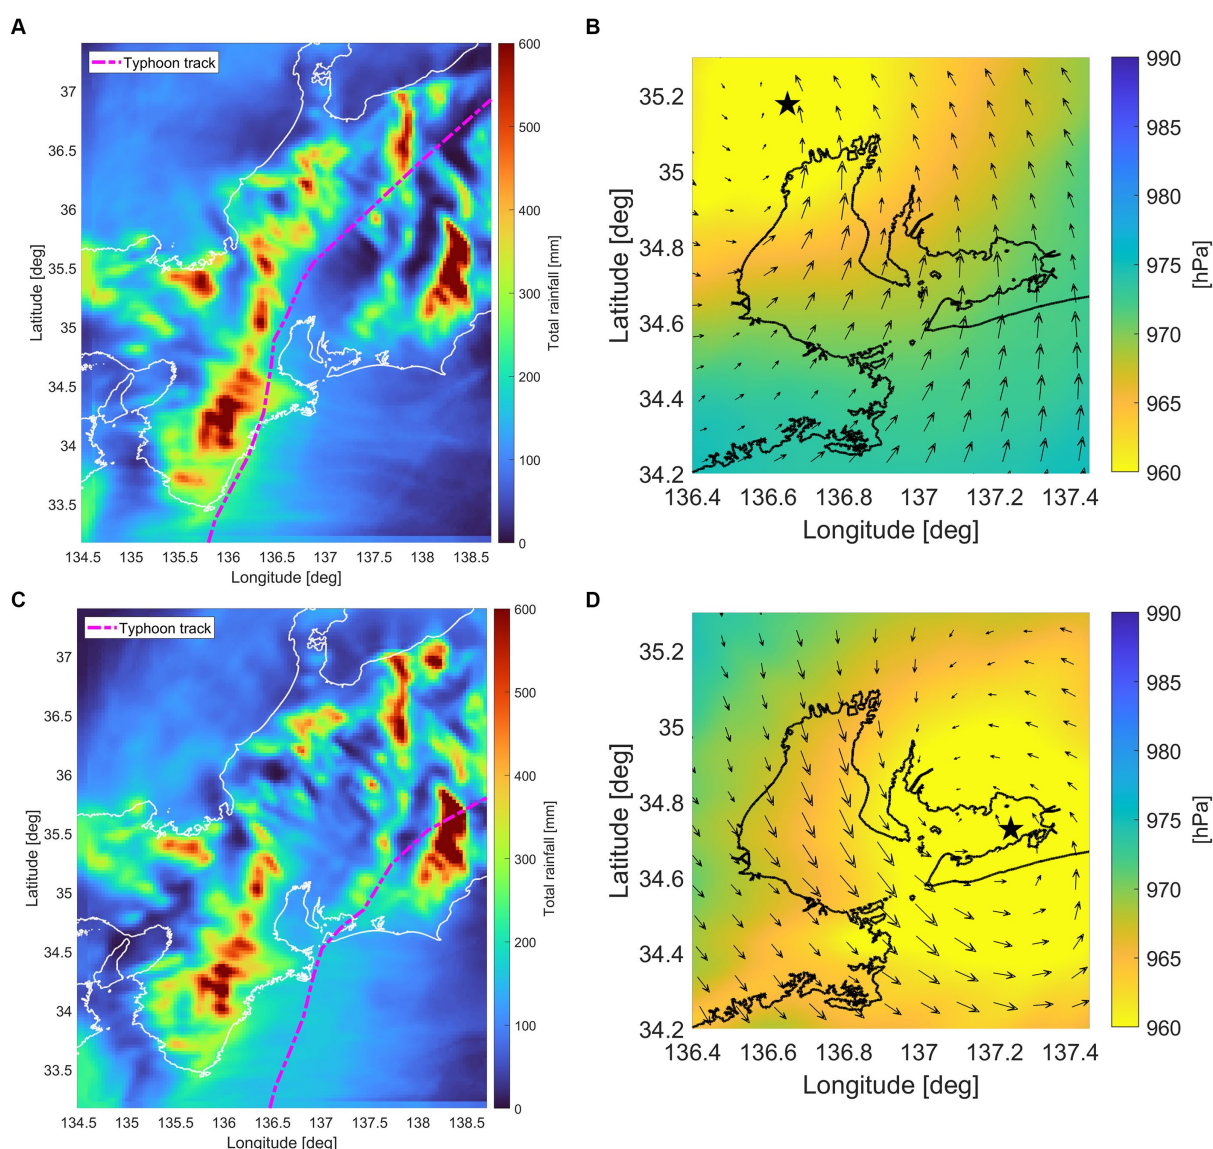 A
Typhoon track
37
36.5
36
35.5
35
34.5
34
33.5
Latitude [deg]
134.5 135 135.5 136 136.5 137 137.5 138 138.5
Longitude [deg]
600
500
400
300
200
100
0
Total rainfall [mm]
B
35.2
35
34.8
34.6
34.4
34.2
Latitude [deg]
136.4 136.6 136.8 137 137.2 137.4
Longitude [deg]
990
985
980
975
970
965
960
[hPa]
C
Typhoon track
37
36.5
36
35.5
35
34.5
34
33.5
Latitude [deg]
134.5 135 135.5 136 136.5 137 137.5 138 138.5
Longitude [deg]
600
500
400
300
200
100
0
Total rainfall [mm]
D
35.2
35
34.8
34.6
34.4
34.2
Latitude [deg]
136.4 136.6 136.8 137 137.2 137.4
Longitude [deg]
990
985
980
975
970
965
960
[hPa]